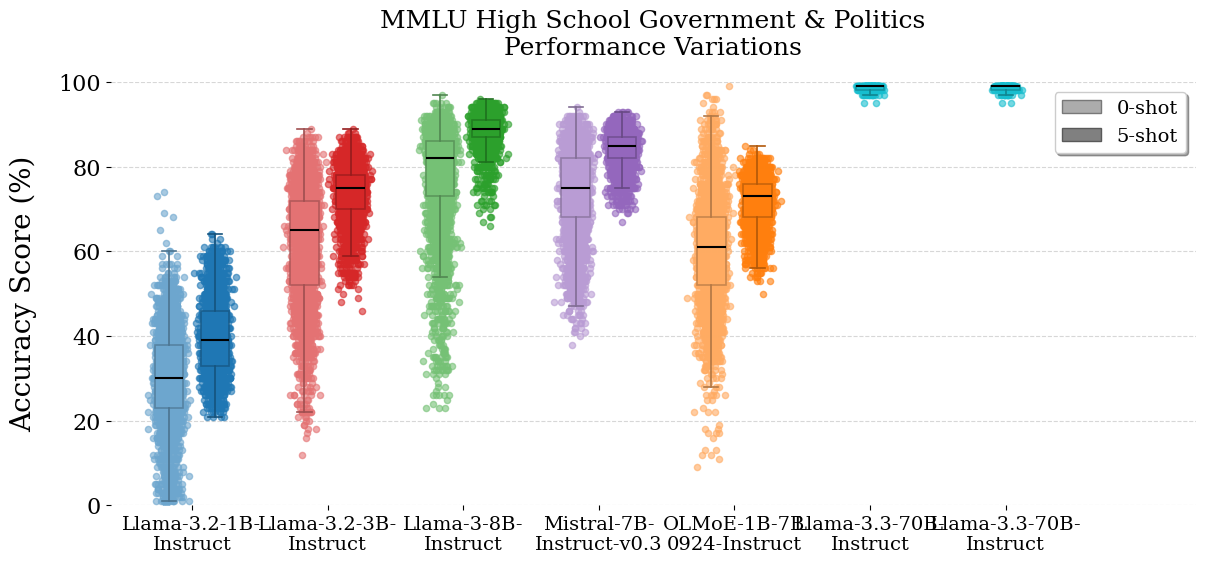 MMLU High School Government & Politics
Performance Variations
Accuracy Score (%)
100
80
60
40
20
0
0-shot
5-shot
Llama-3.2-1B-
Instruct
Llama-3.2-3B-
Instruct
Llama-3-8B-
Instruct
Mistral-7B-
Instruct-v0.3
OLMoE-1B-7B-
0924-Instruct
Llama-3.3-70B-
Instruct
Llama-3.3-70B-
Instruct